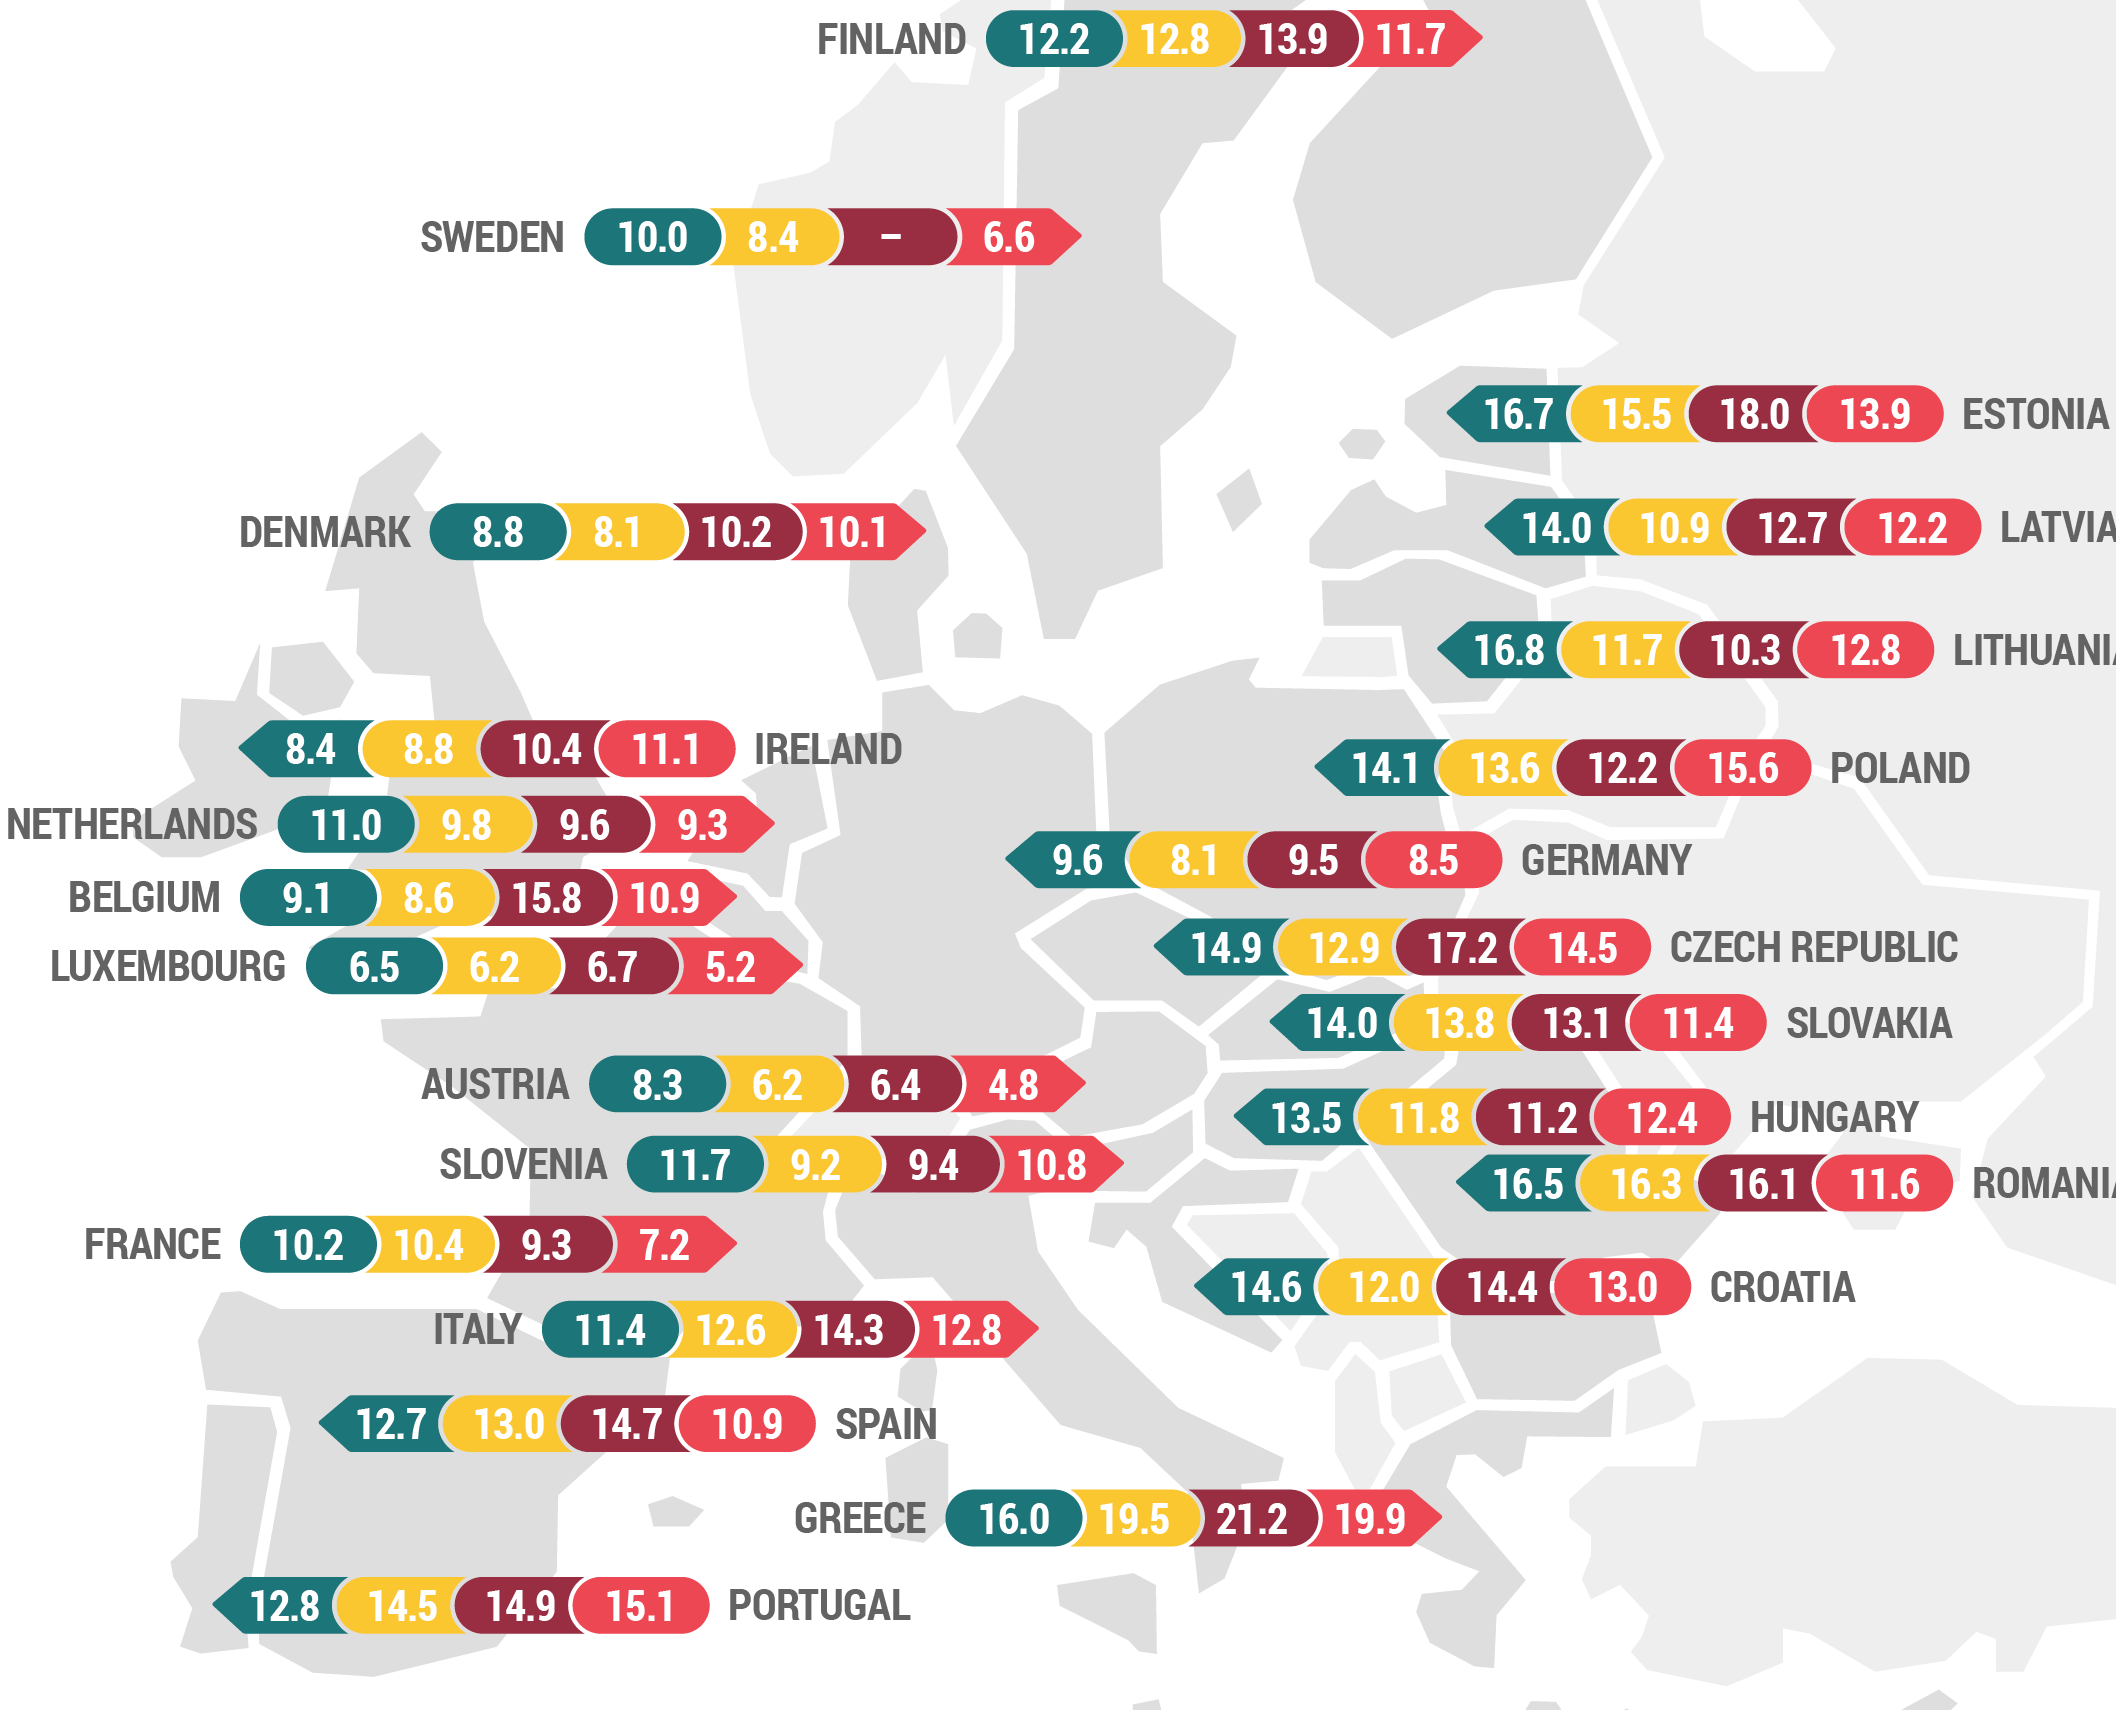 FINLAND 12.2 12.8 13.9 11.7
SWEDEN 10.0 8.4 – 6.6
16.7 15.5 18.0 13.9 ESTONIA
14.0 10.9 12.7 12.2 LATVIA
DENMARK 8.8 8.1 10.2 10.1
16.8 11.7 10.3 12.8 LITHUANIA
8.4 8.8 10.4 11.1 IRELAND
14.1 13.6 12.2 15.6 POLAND
NETHERLANDS 11.0 9.8 9.6 9.3
9.6 8.1 9.5 8.5 GERMANY
BELGIUM 9.1 8.6 15.8 10.9
14.9 12.9 17.2 14.5 CZECH REPUBLIC
LUXEMBOURG 6.5 6.2 6.7 5.2
14.0 13.8 13.1 11.4 SLOVAKIA
AUSTRIA 8.3 6.2 6.4 4.8
13.5 11.8 11.2 12.4 HUNGARY
SLOVENIA 11.7 9.2 9.4 10.8
16.5 16.3 16.1 11.6 ROMANIA
FRANCE 10.2 10.4 9.3 7.2
14.6 12.0 14.4 13.0 CROATIA
ITALY 11.4 12.6 14.3 12.8
12.7 13.0 14.7 10.9 SPAIN
GREECE 16.0 19.5 21.2 19.9
12.8 14.5 14.9 15.1 PORTUGAL